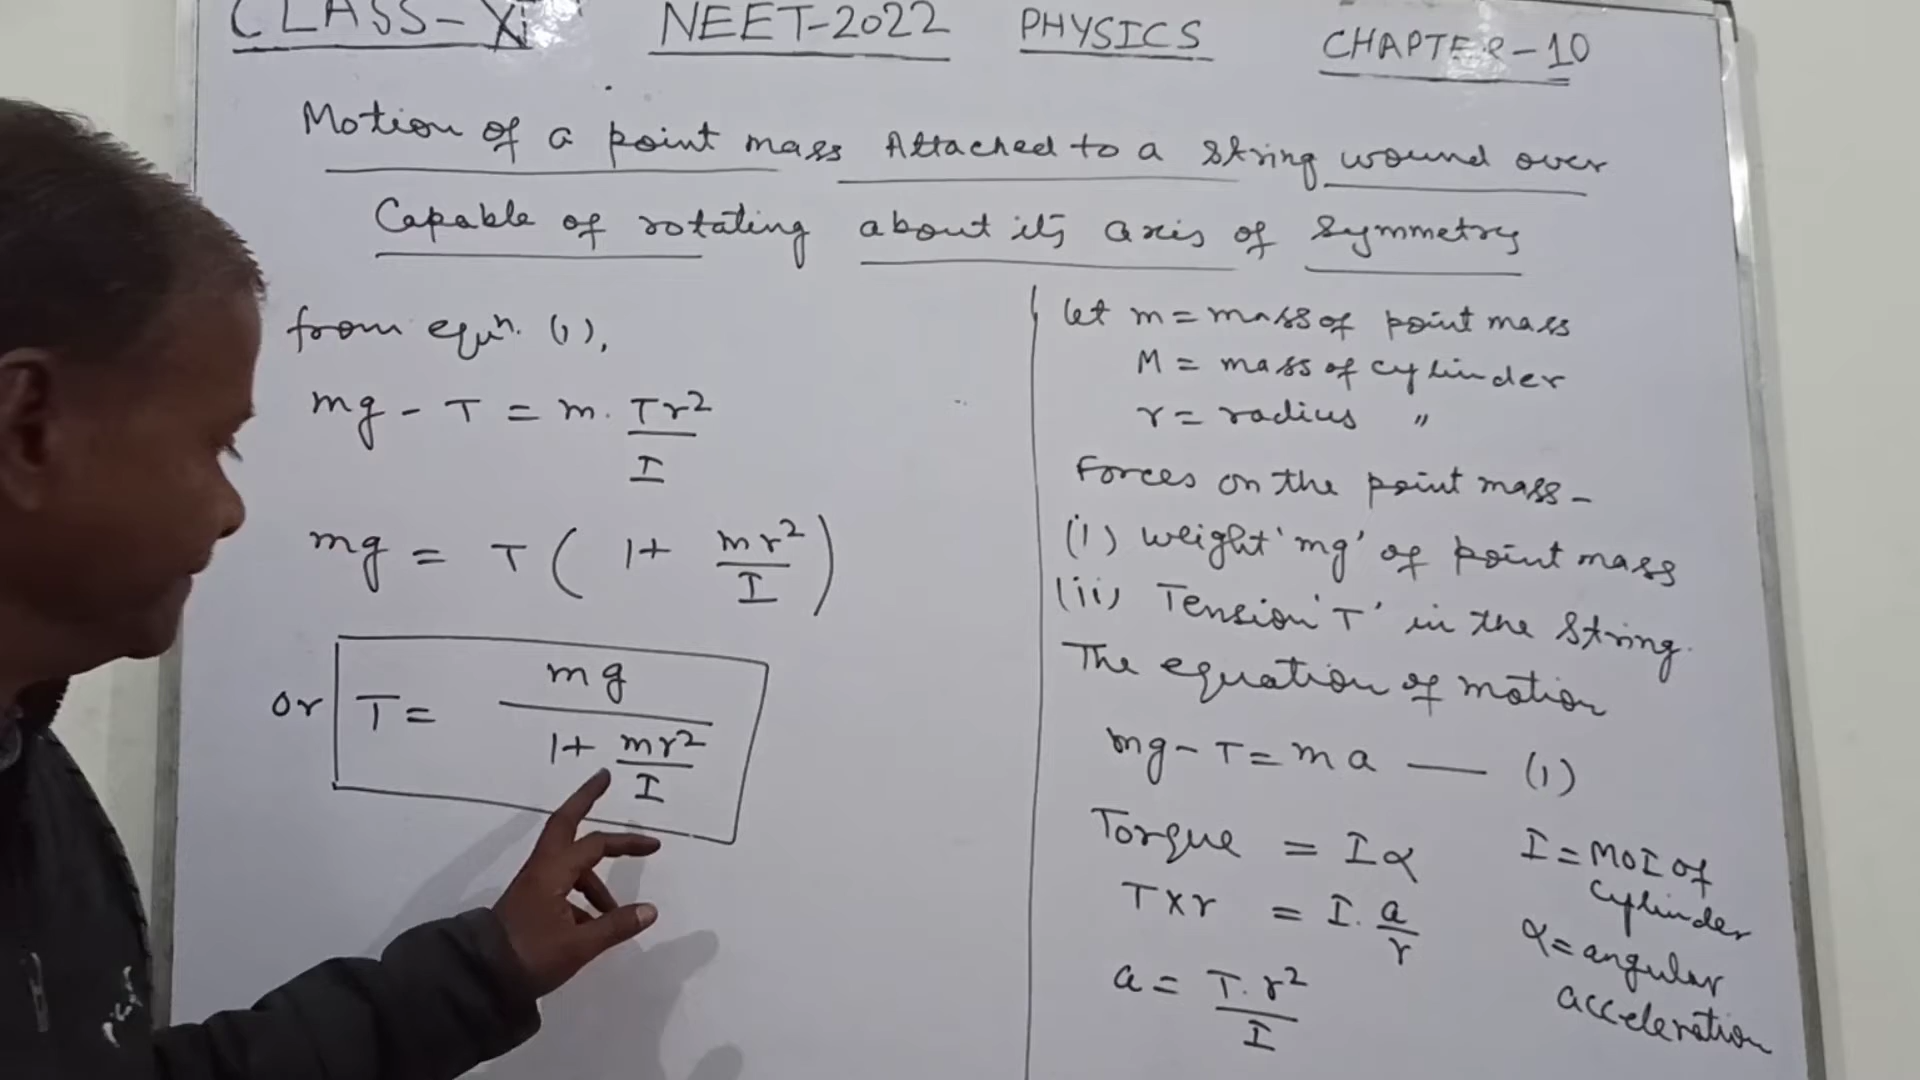 CLASS-XI NEET-2022 PHYSICS CHAPTER-10
Motion of a point mass Attached to a string wound over
Capable of rotating about its axis of symmetry
from equⁿ. (1),
mg - T = m. Tr²/I
mg = T ( 1+ mr²/I )
or T = mg / (1+ mr²/I)
Let m = mass of point mass
M = mass of cylinder
r = radius "
Forces on the point mass -
(i) weight 'mg' of point mass
(ii) Tension 'T' in the string.
The equation of motion
mg - T = ma — (1)
Torque = Iα
T×r = I. a/r
a = T.r²/I
I = MOI of
cylinder
α = angular
acceleration